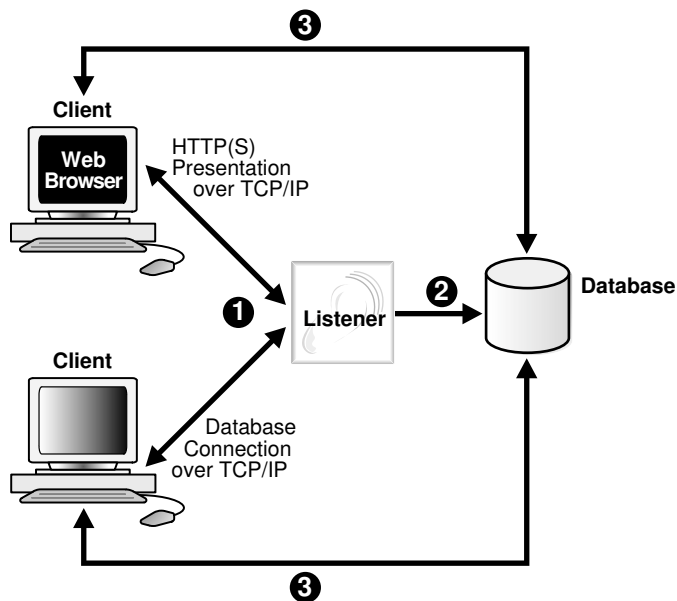 3
Client
Web
Browser
HTTP(S)
Presentation
over TCP/IP
1
Listener
2
Database
Client
Database
Connection
over TCP/IP
3